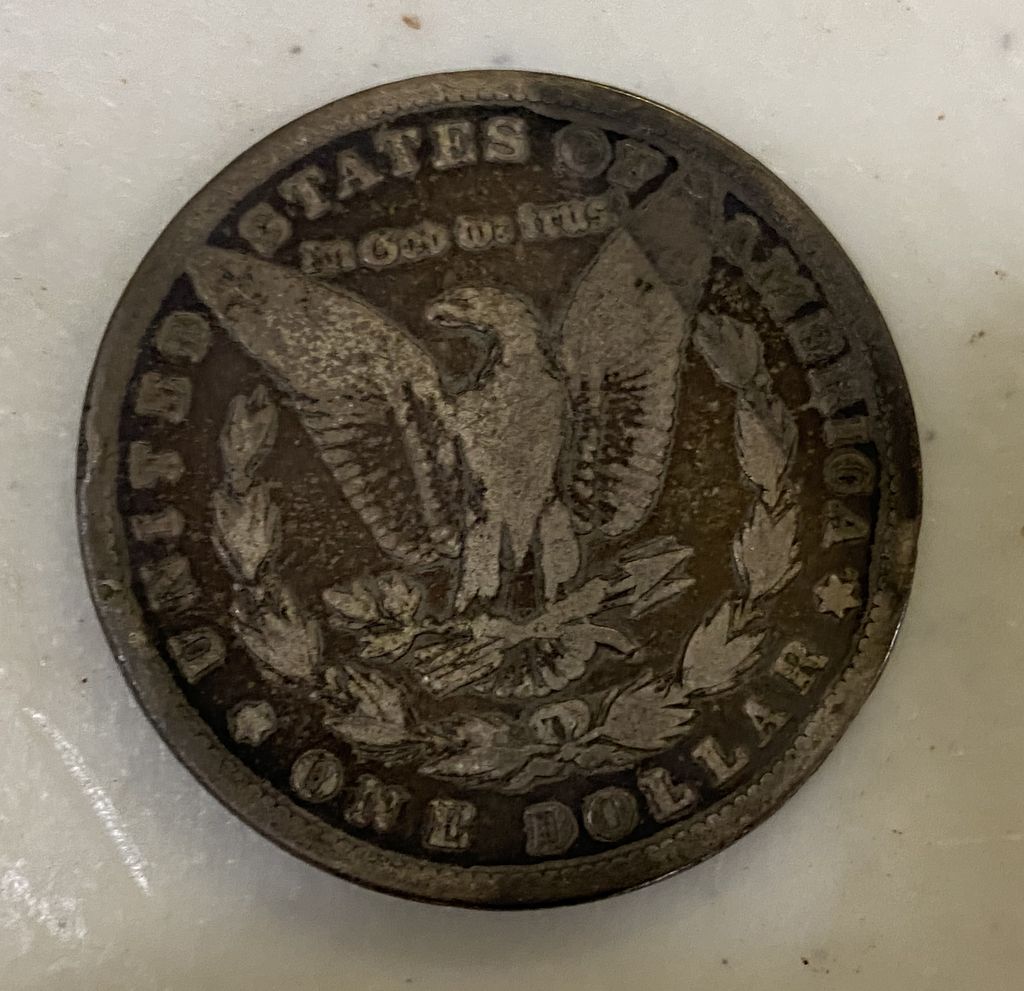 UNITED STATES OF AMERICA
In God We Trust
ONE DOLLAR